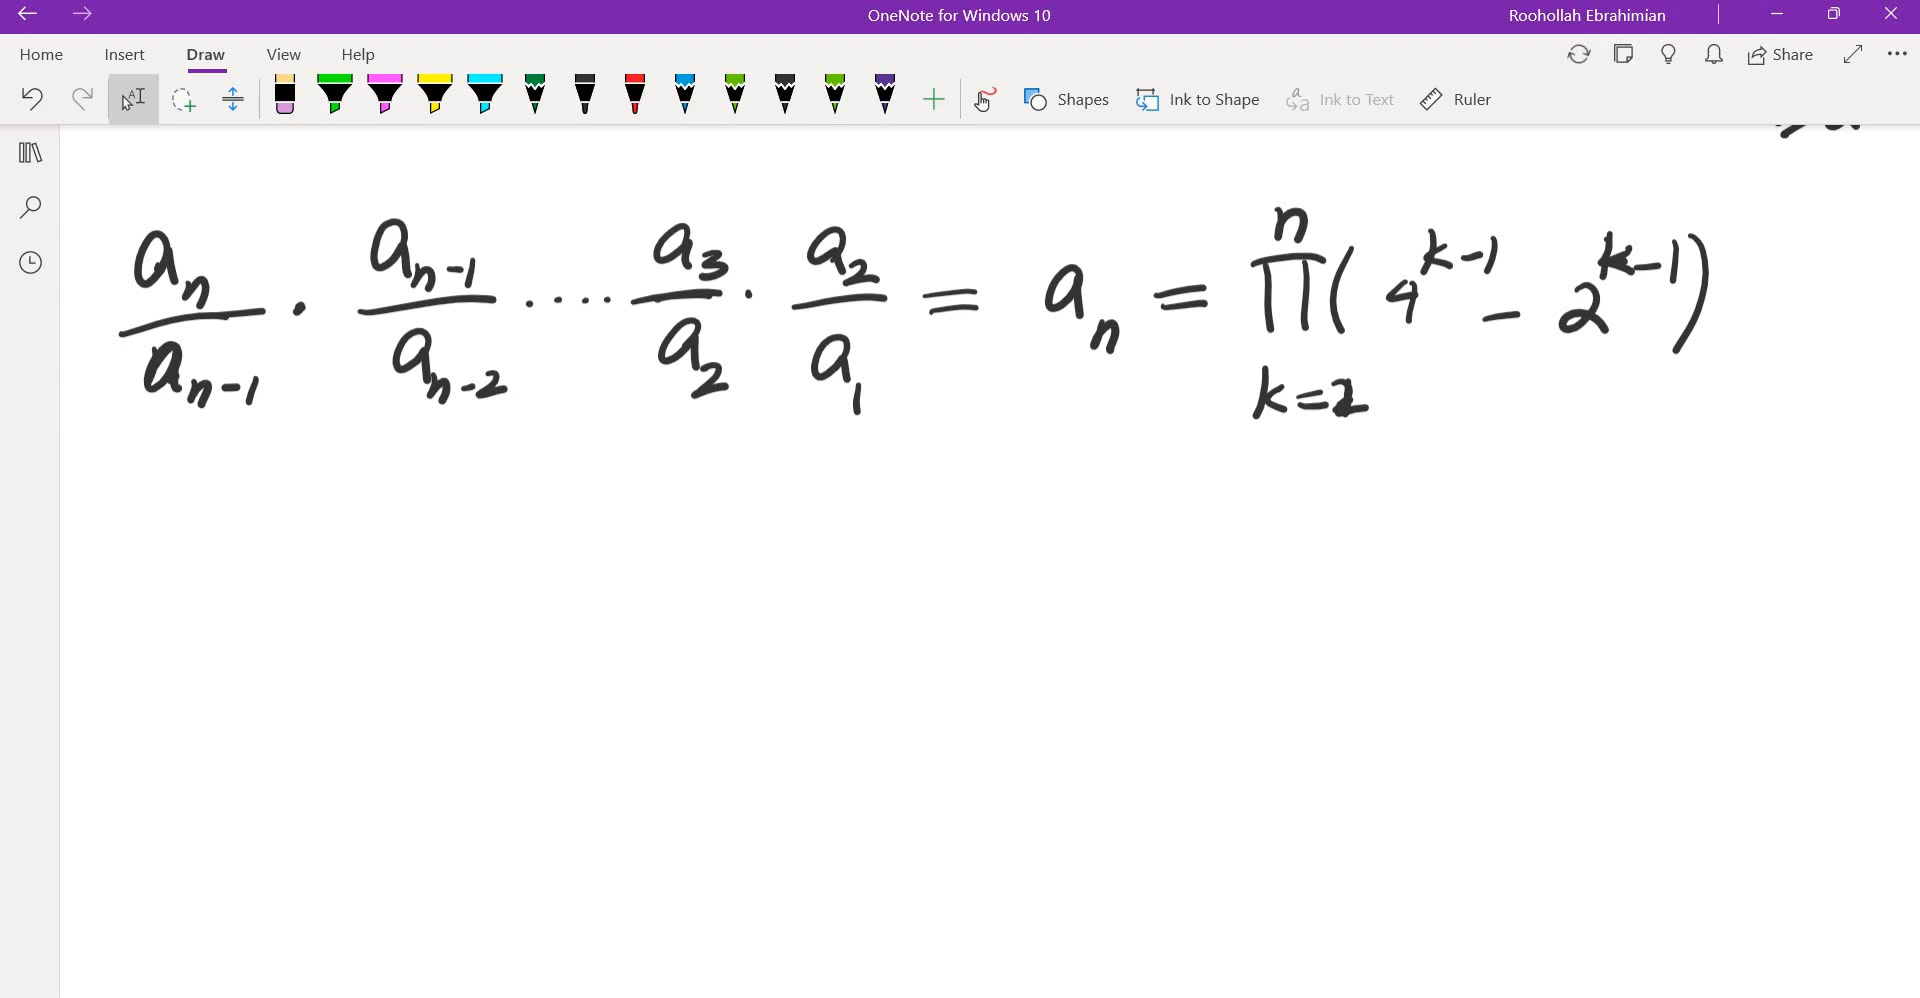 OneNote for Windows 10
Roohollah Ebrahimian
Home Insert Draw View Help
Share
Shapes Ink to Shape Ink to Text Ruler
a_n/a_{n-1} · a_{n-1}/a_{n-2} ····· a_3/a_2 · a_2/a_1 = a_n = ∏_{k=2}^{n} (4^{k-1} - 2^{k-1})